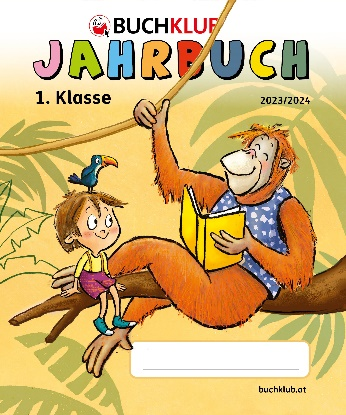 BUCHKLUB
JAHRBUCH
1. Klasse
2023/2024
buchklub.at